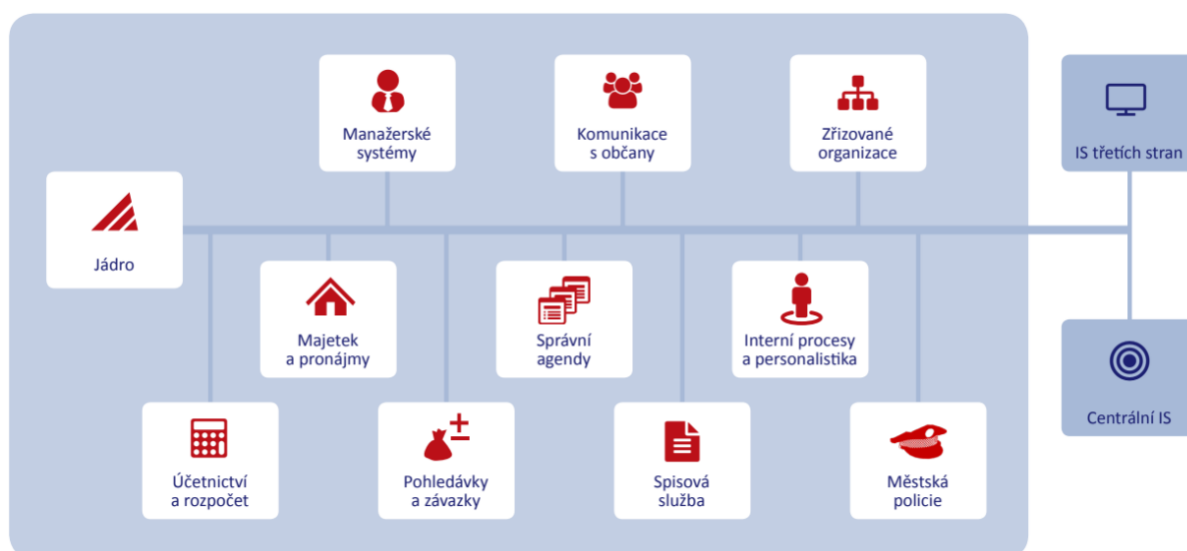 Manažerské
systémy
Komunikace
s občany
Zřizované
organizace
IS třetích stran
Jádro
Majetek
a pronájmy
Správní
agendy
Interní procesy
a personalistika
Centrální IS
Účetnictví
a rozpočet
Pohledávky
a závazky
Spisová
služba
Městská
policie